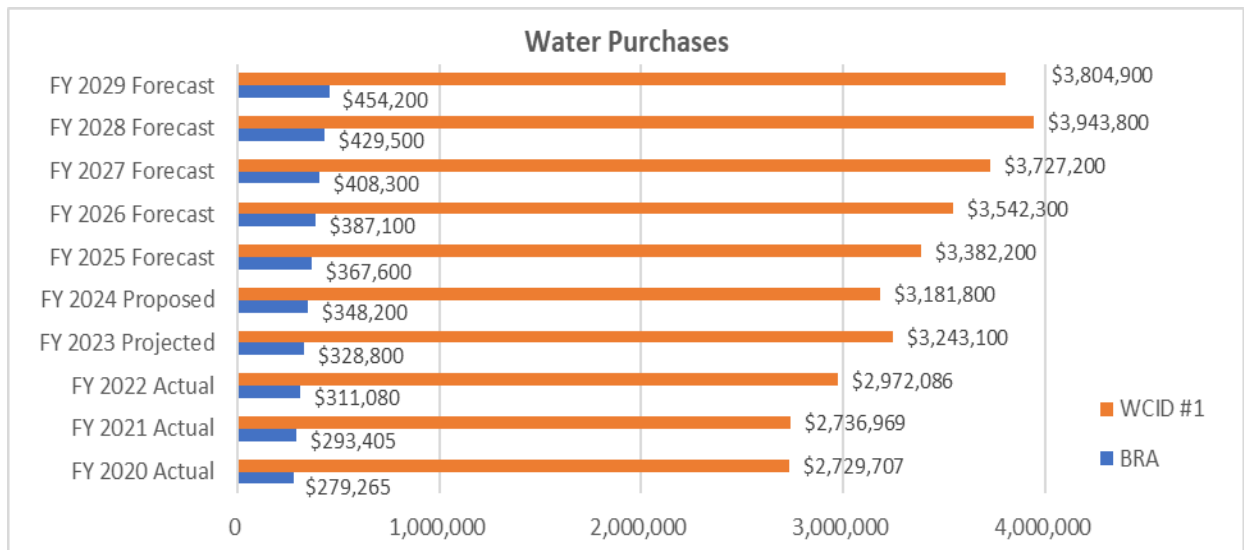 Water Purchases
FY 2029 Forecast
$3,804,900
$454,200
FY 2028 Forecast
$3,943,800
$429,500
FY 2027 Forecast
$3,727,200
$408,300
FY 2026 Forecast
$3,542,300
$387,100
FY 2025 Forecast
$3,382,200
$367,600
FY 2024 Proposed
$3,181,800
$348,200
FY 2023 Projected
$3,243,100
$328,800
FY 2022 Actual
$2,972,086
$311,080
FY 2021 Actual
$2,736,969
$293,405
FY 2020 Actual
$2,729,707
$279,265
WCID #1
BRA
0 1,000,000 2,000,000 3,000,000 4,000,000